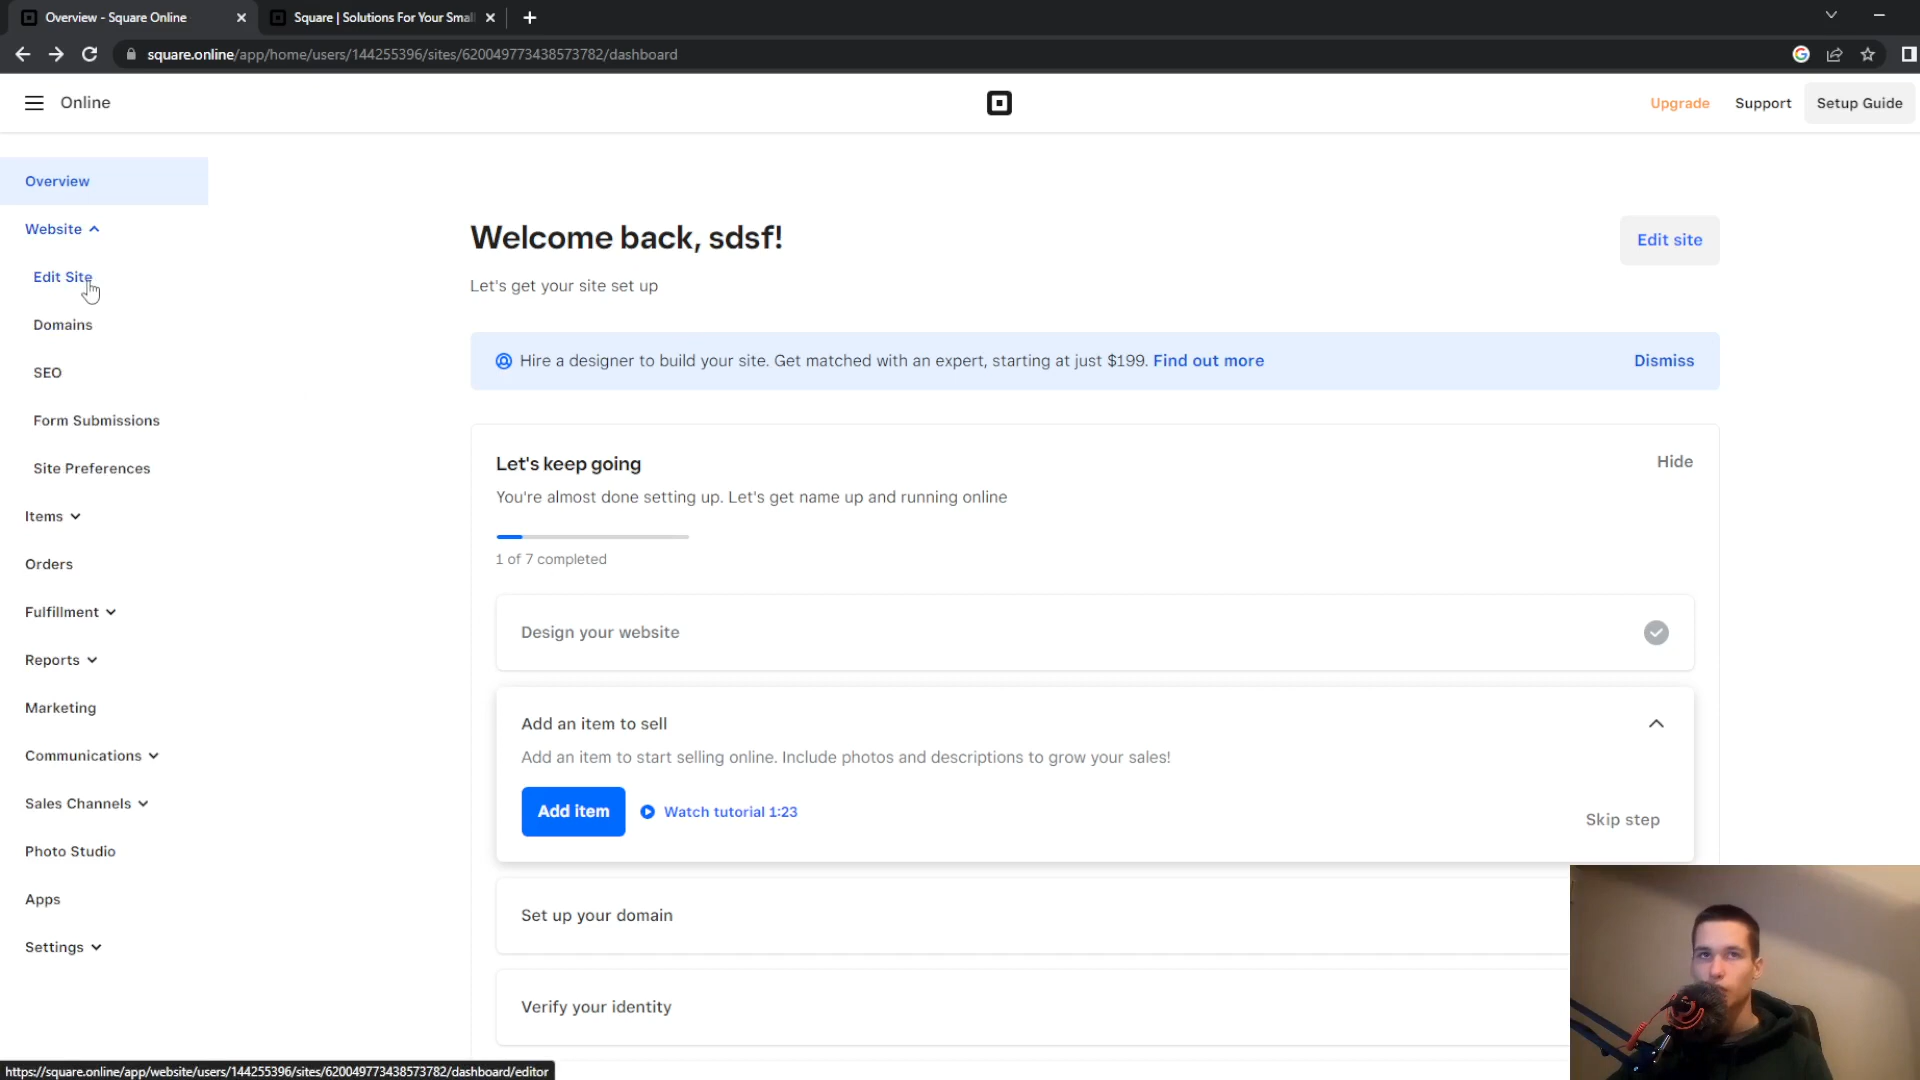 Overview - Square Online
Square | Solutions For Your Smal
square.online/app/home/users/144255396/sites/620049773438573782/dashboard
Online
Upgrade
Support
Setup Guide
Overview
Website
Edit Site
Domains
SEO
Form Submissions
Site Preferences
Items
Orders
Fulfillment
Reports
Marketing
Communications
Sales Channels
Photo Studio
Apps
Settings
Welcome back, sdsf!
Edit site
Let's get your site set up
Hire a designer to build your site. Get matched with an expert, starting at just $199. Find out more
Dismiss
Let's keep going
Hide
You're almost done setting up. Let's get name up and running online
1 of 7 completed
Design your website
Add an item to sell
Add an item to start selling online. Include photos and descriptions to grow your sales!
Add item
Watch tutorial 1:23
Skip step
Set up your domain
Verify your identity
https://square.online/app/website/users/144255396/sites/620049773438573782/dashboard/editor